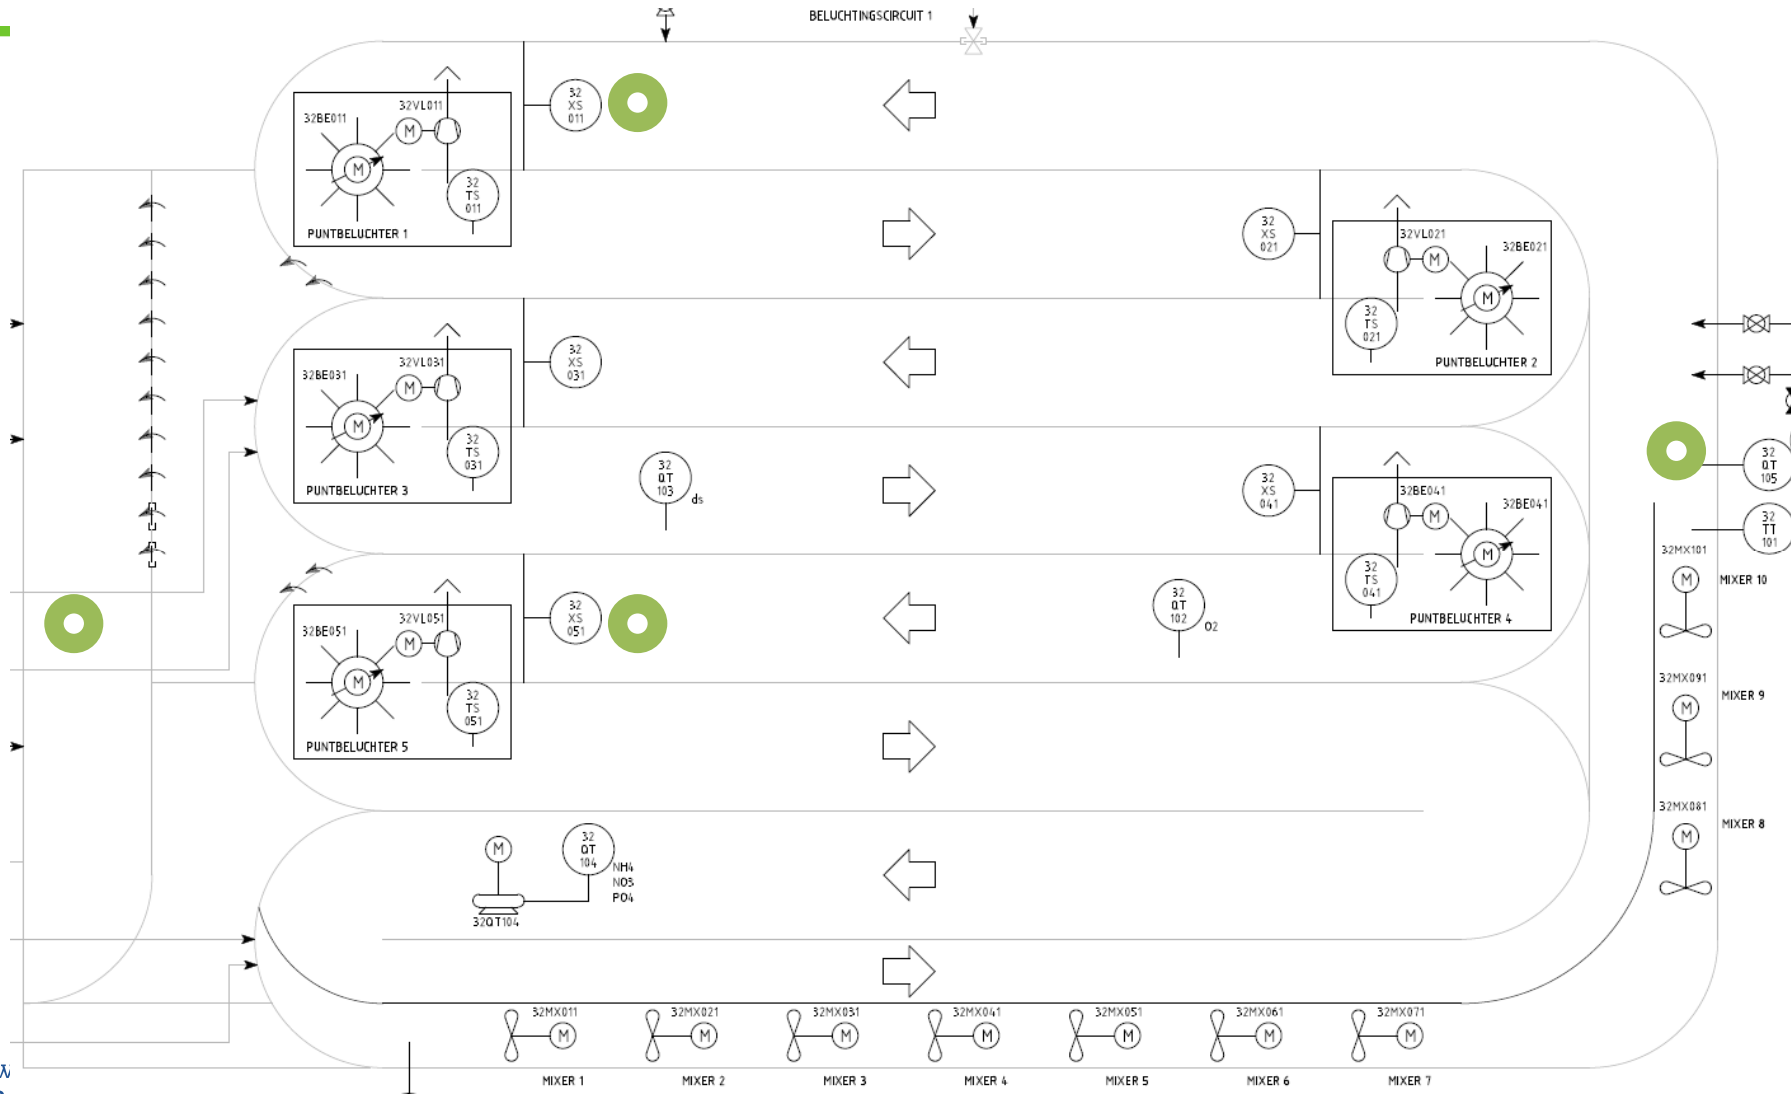 BELUCHTINGSCIRCUIT 1
32VL011
32BE011
M
M
32
TS
011
PUNTBELUCHTER 1
32
XS
011
32
XS
021
32VL021
32BE021
M
M
32
TS
021
PUNTBELUCHTER 2
32VL031
32BE031
M
M
32
TS
031
PUNTBELUCHTER 3
32
XS
031
32
QT
103
ds
32
XS
041
32BE041
32BE041
M
M
32
TS
041
PUNTBELUCHTER 4
32
QT
105
32
TT
101
32VL051
32BE051
M
M
32
TS
051
PUNTBELUCHTER 5
32
XS
051
32
QT
102
O2
32MX101
M
MIXER 10
32MX091
M
MIXER 9
32MX081
M
MIXER 8
M
32QT104
32
QT
104
NH4
NO3
PO4
32MX011
M
MIXER 1
32MX021
M
MIXER 2
32MX031
M
MIXER 3
32MX041
M
MIXER 4
32MX051
M
MIXER 5
32MX061
M
MIXER 6
32MX071
M
MIXER 7